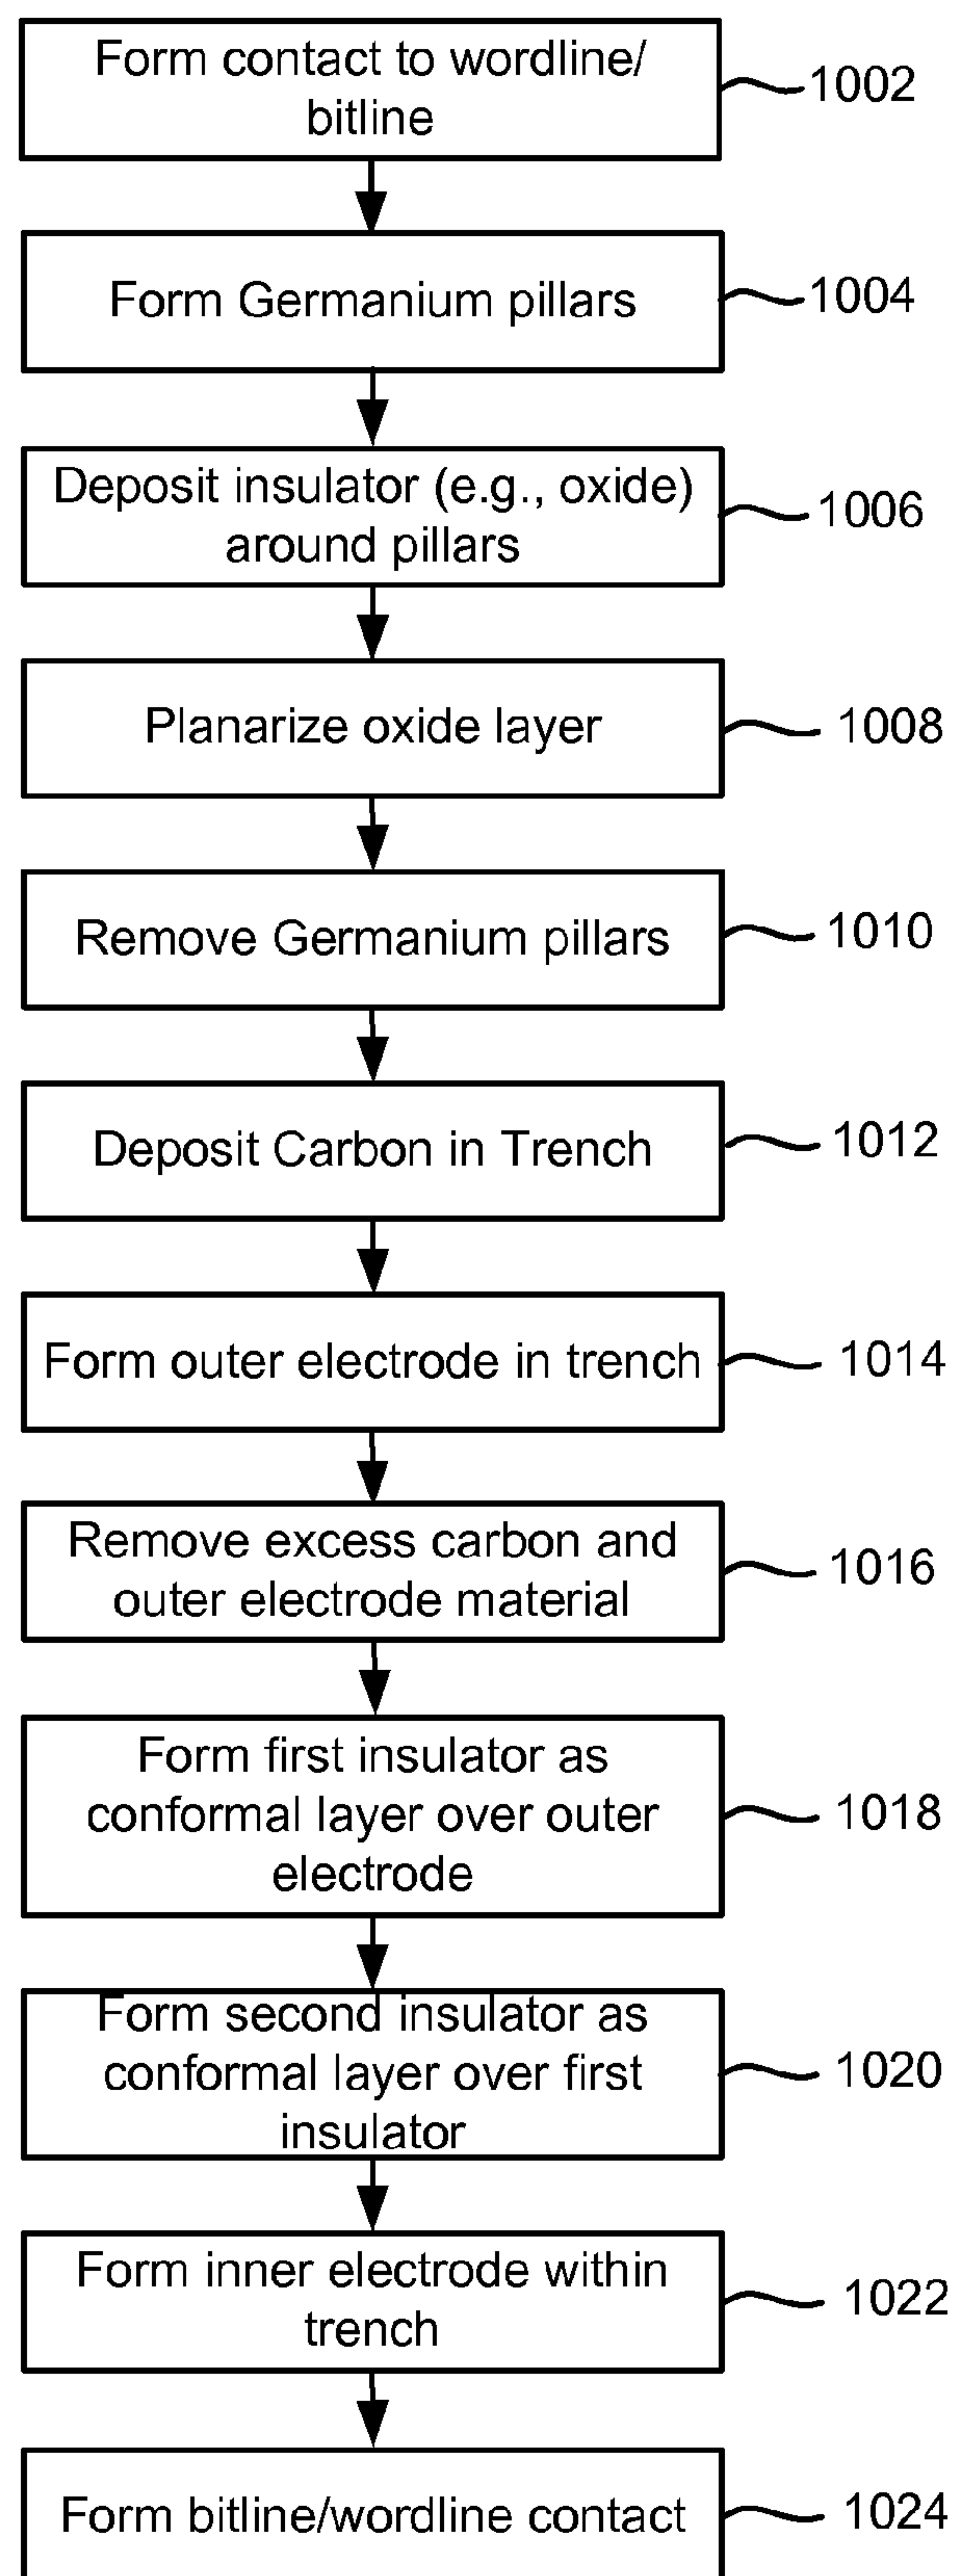 Form contact to wordline/
bitline
1002
Form Germanium pillars
1004
Deposit insulator (e.g., oxide)
around pillars
1006
Planarize oxide layer
1008
Remove Germanium pillars
1010
Deposit Carbon in Trench
1012
Form outer electrode in trench
1014
Remove excess carbon and
outer electrode material
1016
Form first insulator as
conformal layer over outer
electrode
1018
Form second insulator as
conformal layer over first
insulator
1020
Form inner electrode within
trench
1022
Form bitline/wordline contact
1024